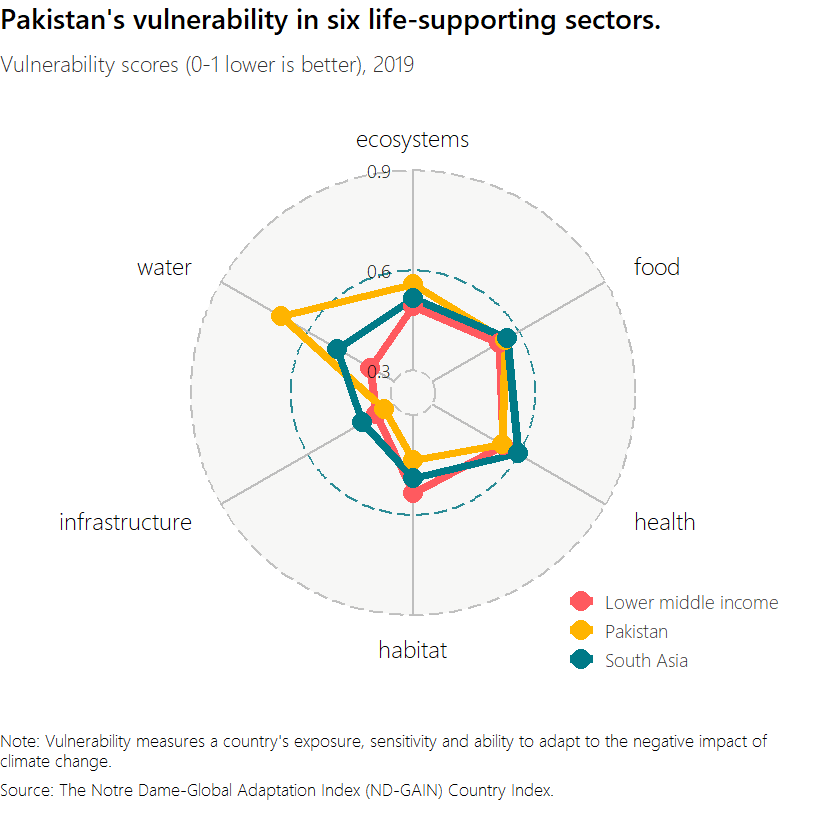 Pakistan's vulnerability in six life-supporting sectors.
Vulnerability scores (0-1 lower is better), 2019
ecosystems
0.9
water
0.6
food
0.3
infrastructure
health
habitat
Lower middle income
Pakistan
South Asia
Note: Vulnerability measures a country's exposure, sensitivity and ability to adapt to the negative impact of
climate change.
Source: The Notre Dame-Global Adaptation Index (ND-GAIN) Country Index.